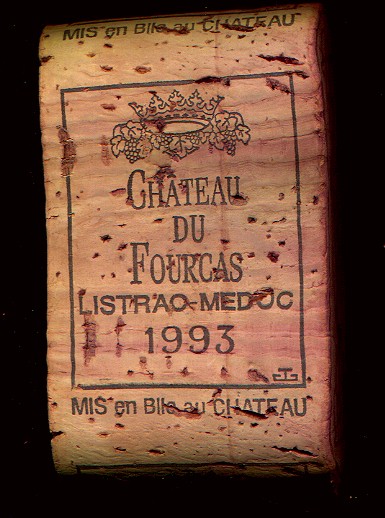 MIS en Blle au CHATEAU
CHATEAU
DU
FOURCAS
LISTRAC-MEDOC
1993
MIS en Blle au CHATEAU